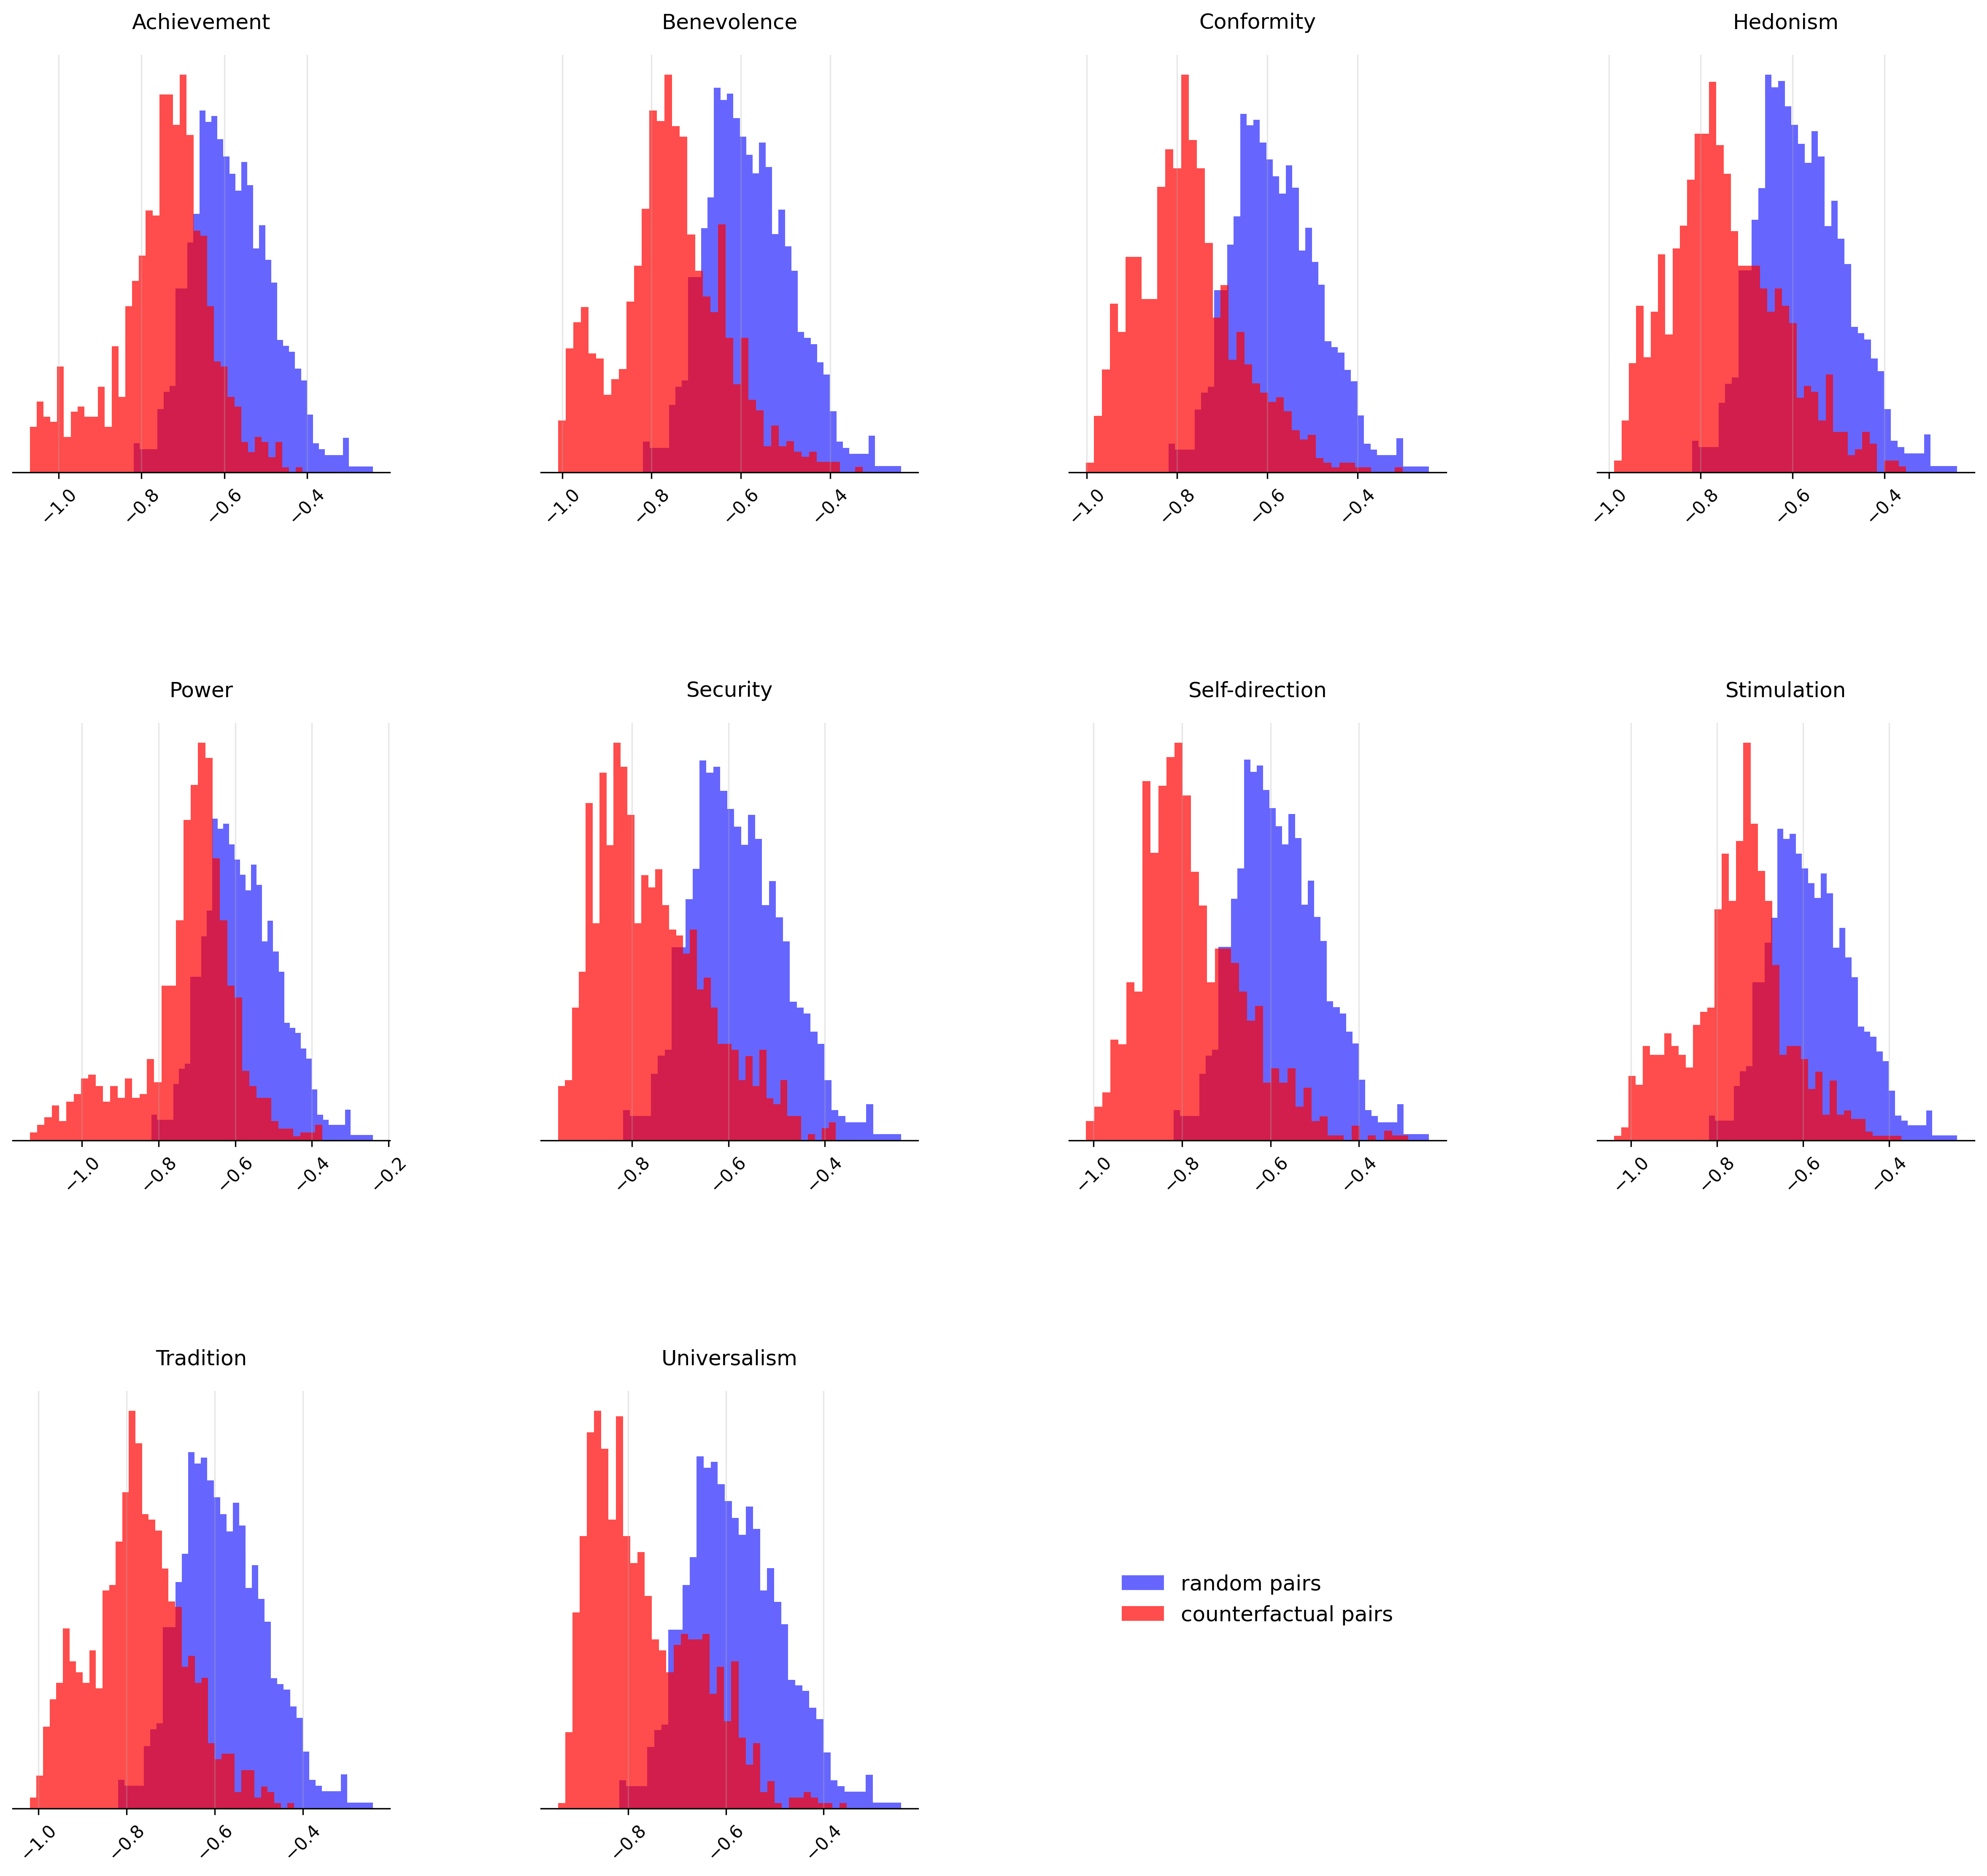 Achievement Benevolence Conformity Hedonism
−1.0 −0.8 −0.6 −0.4 −1.0 −0.8 −0.6 −0.4 −1.0 −0.8 −0.6 −0.4 −1.0 −0.8 −0.6 −0.4
Power Security Self-direction Stimulation
−1.0 −0.8 −0.6 −0.4 −0.2 −0.8 −0.6 −0.4 −1.0 −0.8 −0.6 −0.4 −1.0 −0.8 −0.6 −0.4
Tradition Universalism
random pairs
counterfactual pairs
−1.0 −0.8 −0.6 −0.4 −0.8 −0.6 −0.4